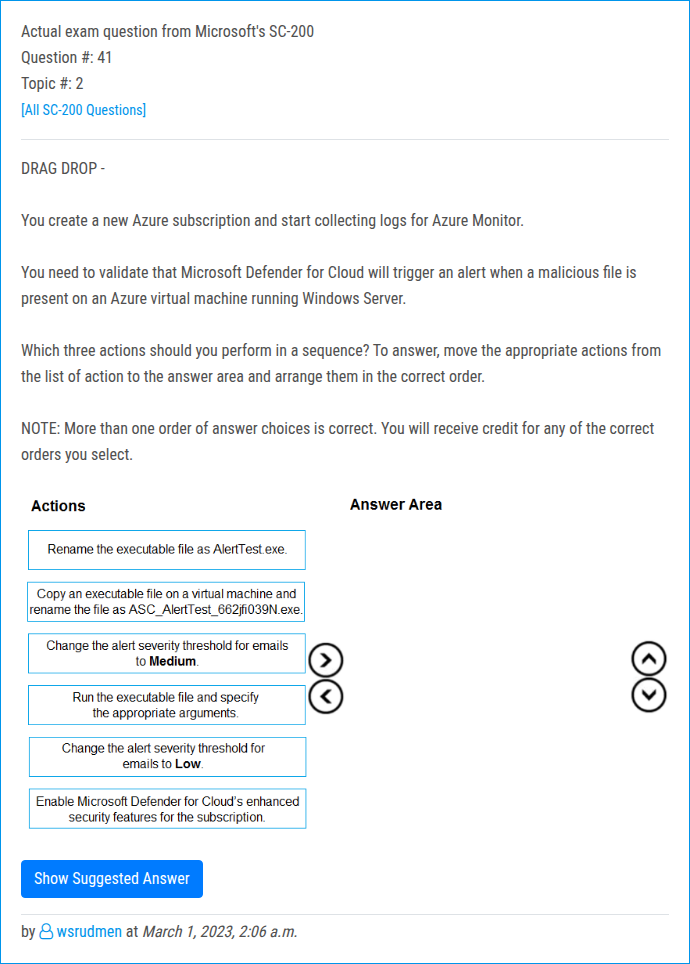 Actual exam question from Microsoft's SC-200
Question #: 41
Topic #: 2
[All SC-200 Questions]
DRAG DROP -
You create a new Azure subscription and start collecting logs for Azure Monitor.
You need to validate that Microsoft Defender for Cloud will trigger an alert when a malicious file is
present on an Azure virtual machine running Windows Server.
Which three actions should you perform in a sequence? To answer, move the appropriate actions from
the list of action to the answer area and arrange them in the correct order.
NOTE: More than one order of answer choices is correct. You will receive credit for any of the correct
orders you select.
Actions
Answer Area
Rename the executable file as AlertTest.exe.
Copy an executable file on a virtual machine and
rename the file as ASC_AlertTest_662jfi039N.exe.
Change the alert severity threshold for emails
to Medium.
Run the executable file and specify
the appropriate arguments.
Change the alert severity threshold for
emails to Low.
Enable Microsoft Defender for Cloud's enhanced
security features for the subscription.
Show Suggested Answer
by wsrudmen at March 1, 2023, 2:06 a.m.